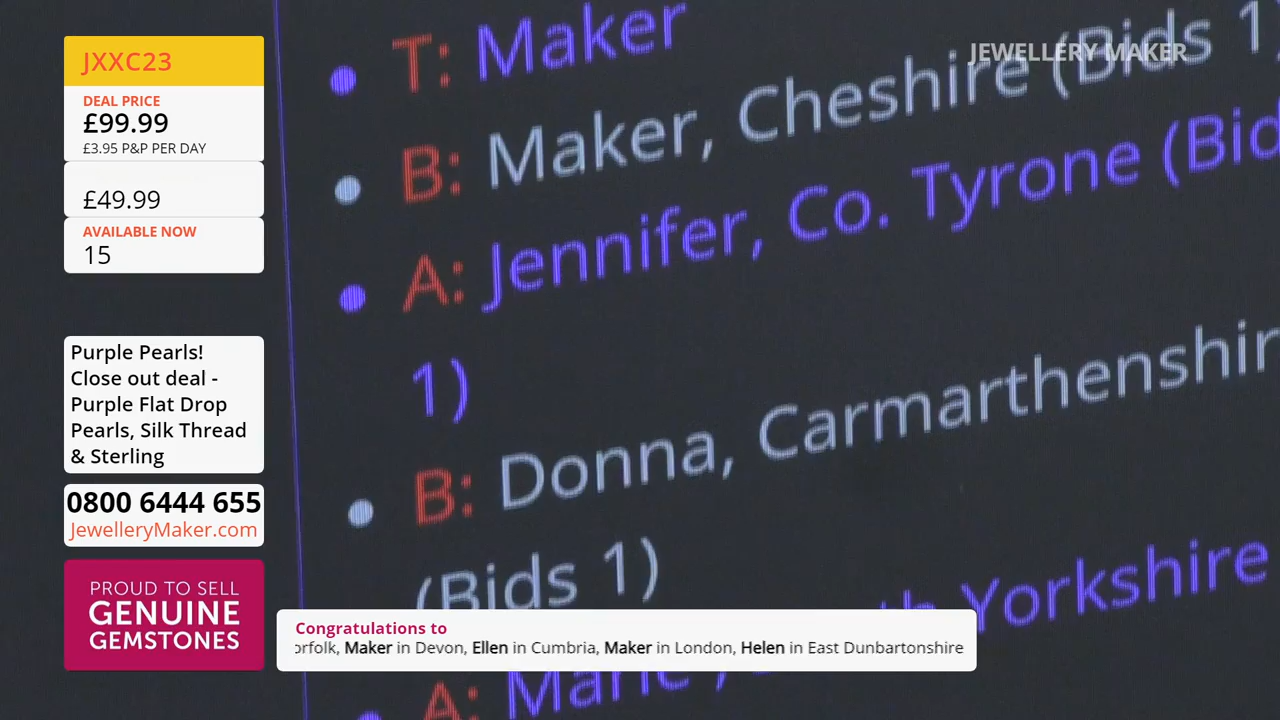 JXXC23
DEAL PRICE
£99.99
£3.95 P&P PER DAY
£49.99
AVAILABLE NOW
15
Purple Pearls!
Close out deal -
Purple Flat Drop
Pearls, Silk Thread
& Sterling
0800 6444 655
JewelleryMaker.com
PROUD TO SELL
GENUINE
GEMSTONES
JEWELLERY MAKER
T: Maker
B: Maker, Cheshire (Bids 1)
A: Jennifer, Co. Tyrone (Bid
1)
B: Donna, Carmarthenshir
(Bids 1)
Yorkshire
A:
Congratulations to
orfolk, Maker in Devon, Ellen in Cumbria, Maker in London, Helen in East Dunbartonshire